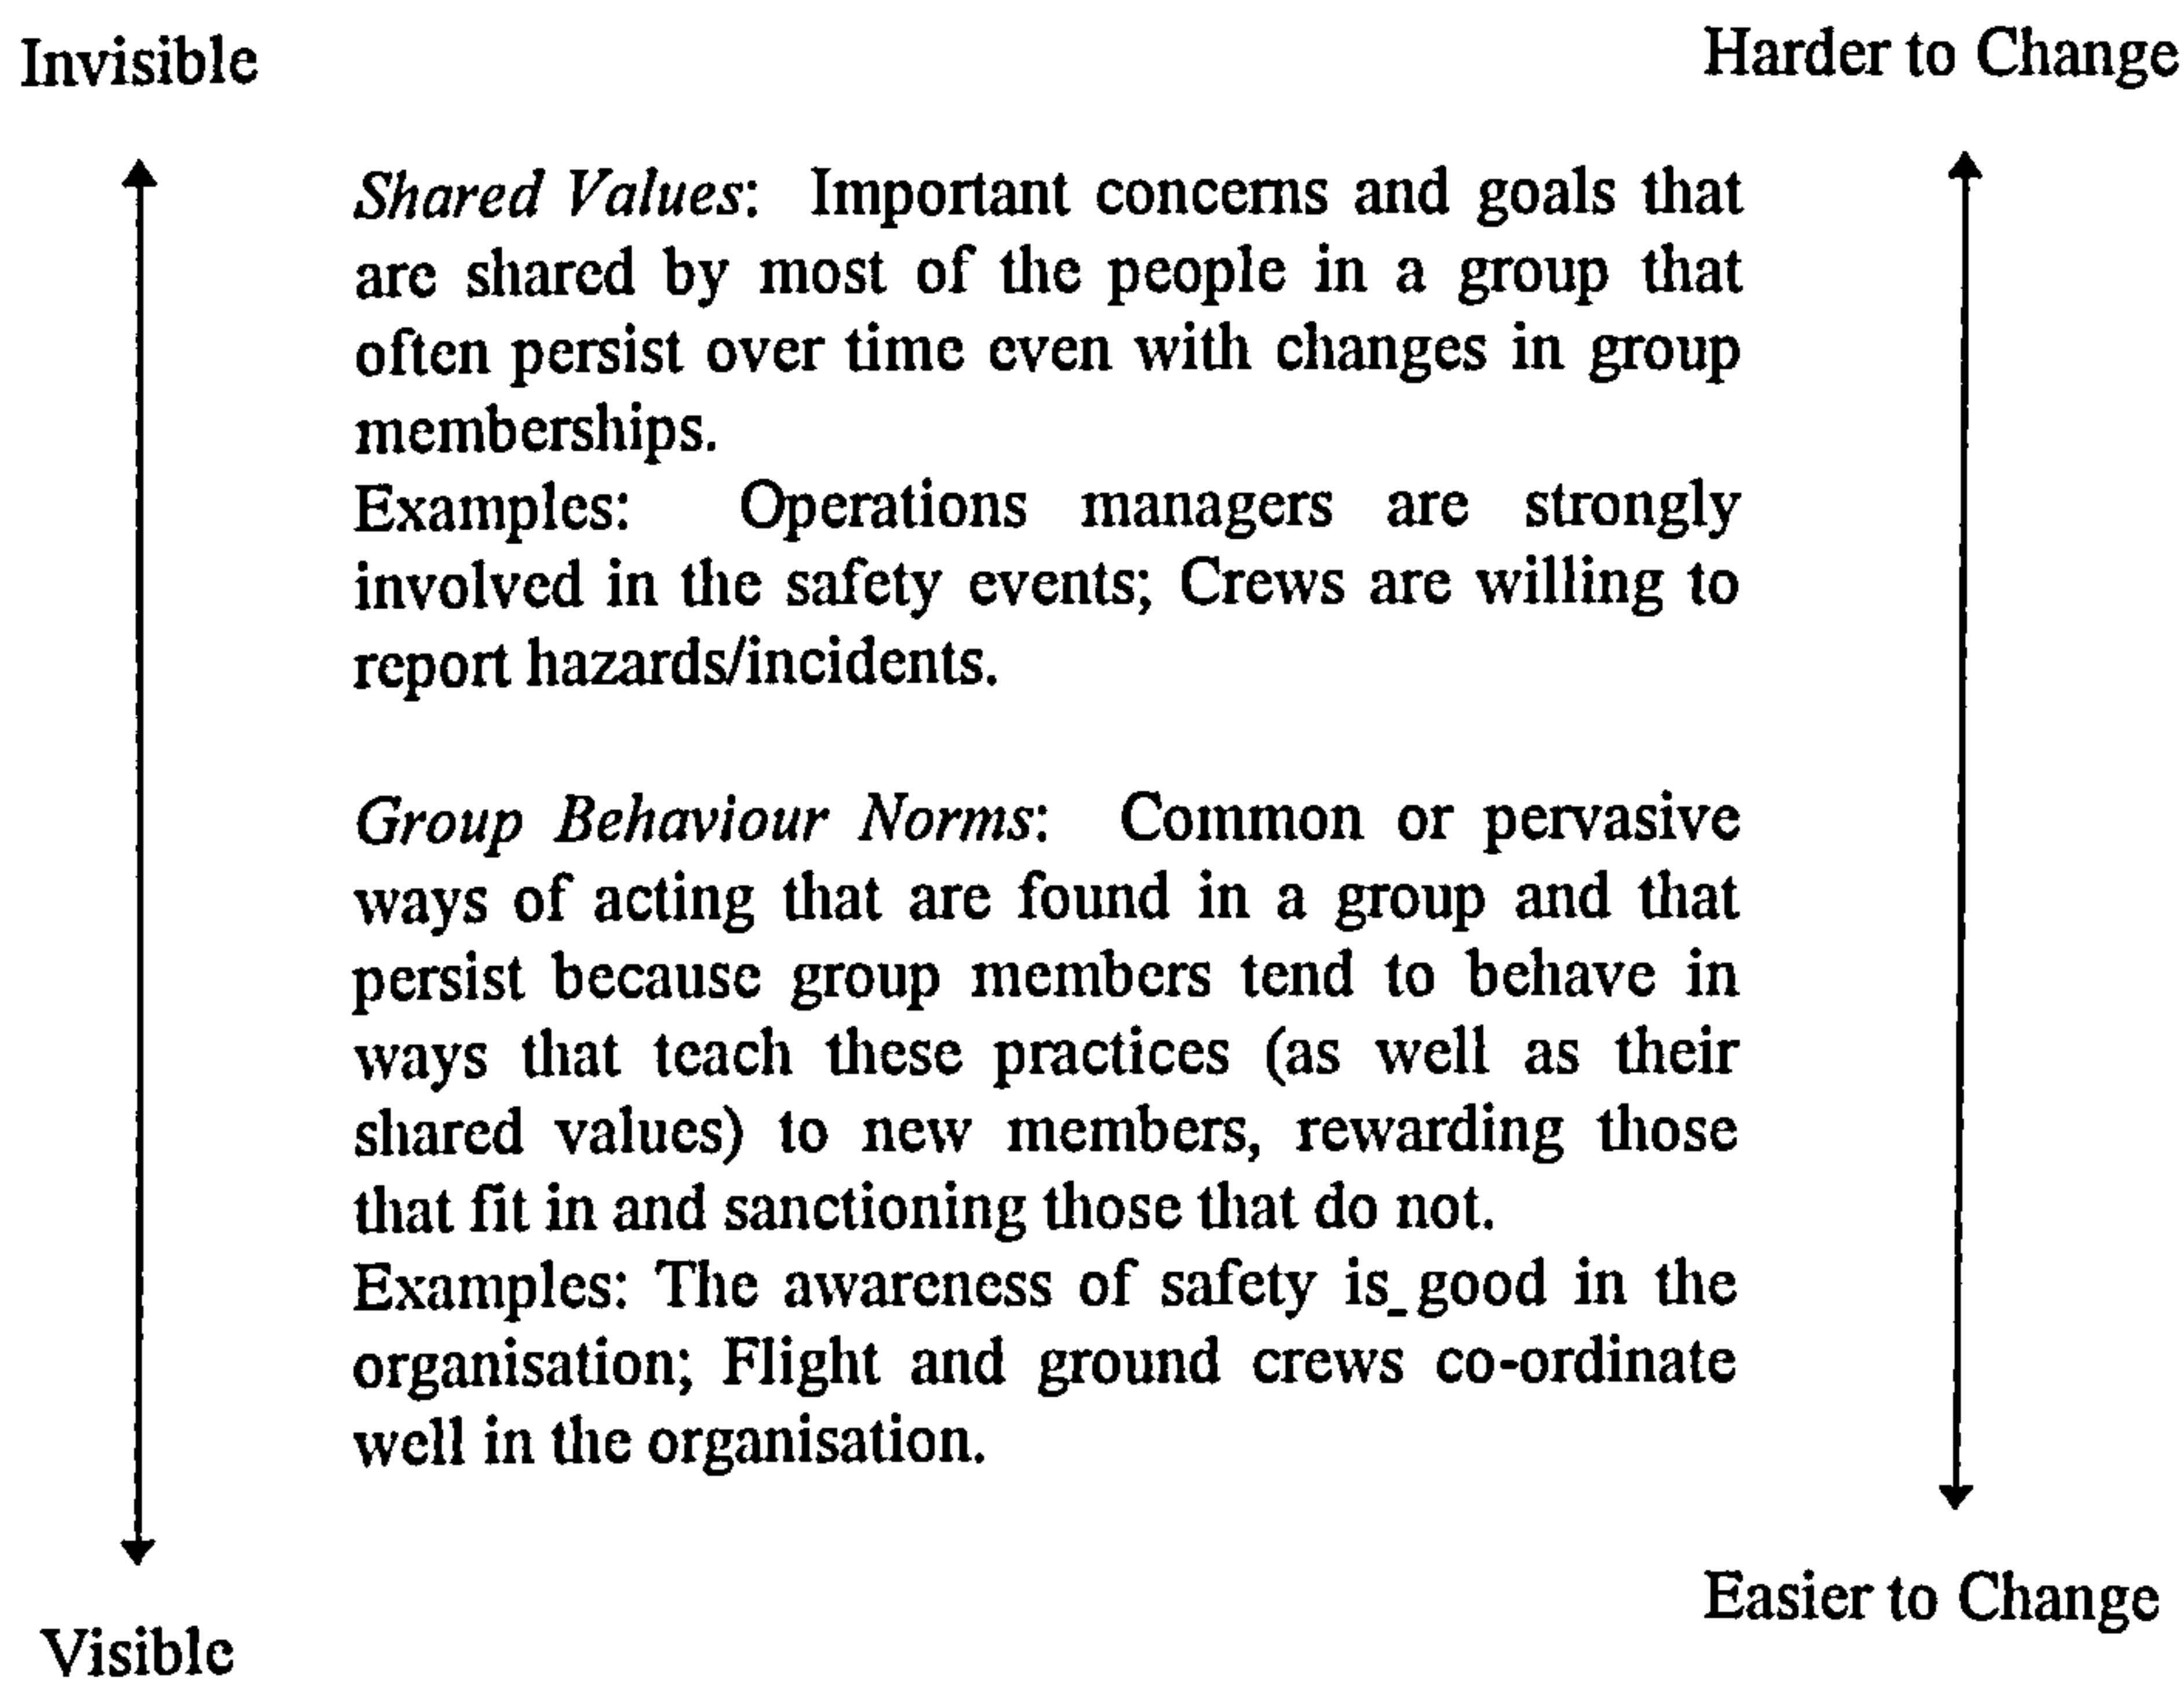 Invisible
Harder to Change
Shared Values: Important concerns and goals that
are shared by most of the people in a group that
often persist over time even with changes in group
memberships.
Examples: Operations managers are strongly
involved in the safety events; Crews are willing to
report hazards/incidents.
Group Behaviour Norms: Common or pervasive
ways of acting that are found in a group and that
persist because group members tend to behave in
ways that teach these practices (as well as their
shared values) to new members, rewarding those
that fit in and sanctioning those that do not.
Examples: The awareness of safety is good in the
organisation; Flight and ground crews co-ordinate
well in the organisation.
Easier to Change
Visible